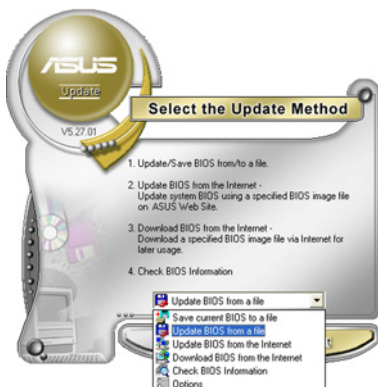 ASUS
Update
V5.27.01
Select the Update Method
1. Update/Save BIOS from/to a file.
2. Update BIOS from the Internet -
Update system BIOS using a specified BIOS image file
on ASUS Web Site.
3. Download BIOS from the Internet -
Download a specified BIOS image file via Internet for
later usage.
4. Check BIOS Information
Update BIOS from a file
Save current BIOS to a file
Update BIOS from a file
Update BIOS from the Internet
Download BIOS from the Internet
Check BIOS Information
Options